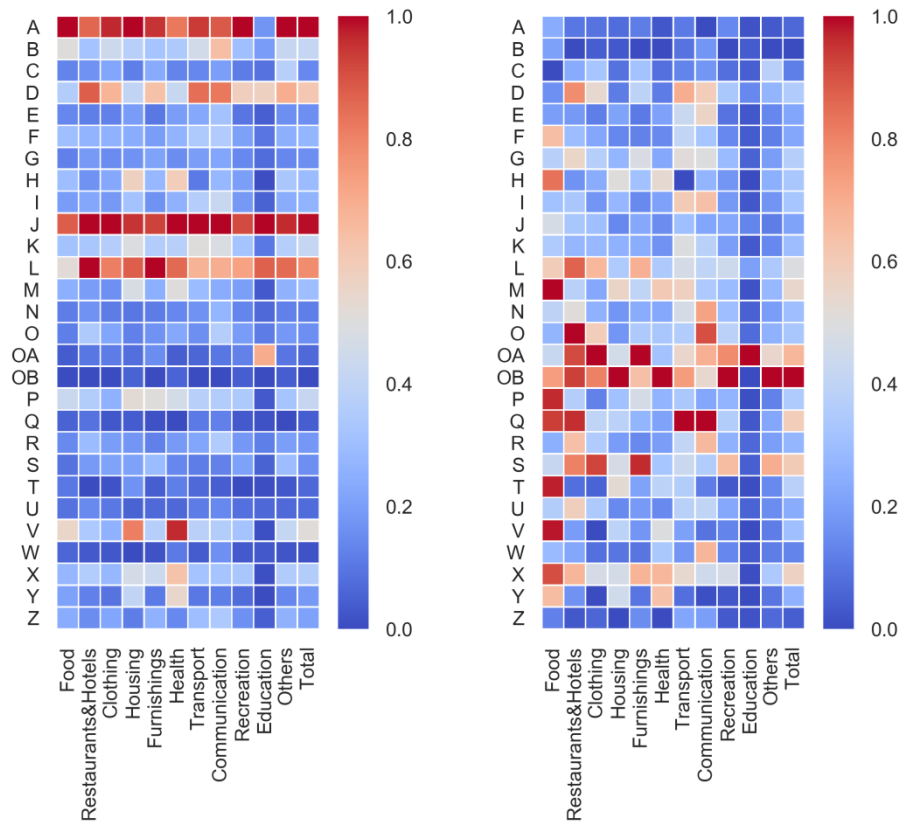 A
B
C
D
E
F
G
H
I
J
K
L
M
N
O
OA
OB
P
Q
R
S
T
U
V
W
X
Y
Z
Food
Restaurants&Hotels
Clothing
Housing
Furnishings
Health
Transport
Communication
Recreation
Education
Others
Total
1.0
0.8
0.6
0.4
0.2
0.0
A
B
C
D
E
F
G
H
I
J
K
L
M
N
O
OA
OB
P
Q
R
S
T
U
V
W
X
Y
Z
Food
Restaurants&Hotels
Clothing
Housing
Furnishings
Health
Transport
Communication
Recreation
Education
Others
Total
1.0
0.8
0.6
0.4
0.2
0.0